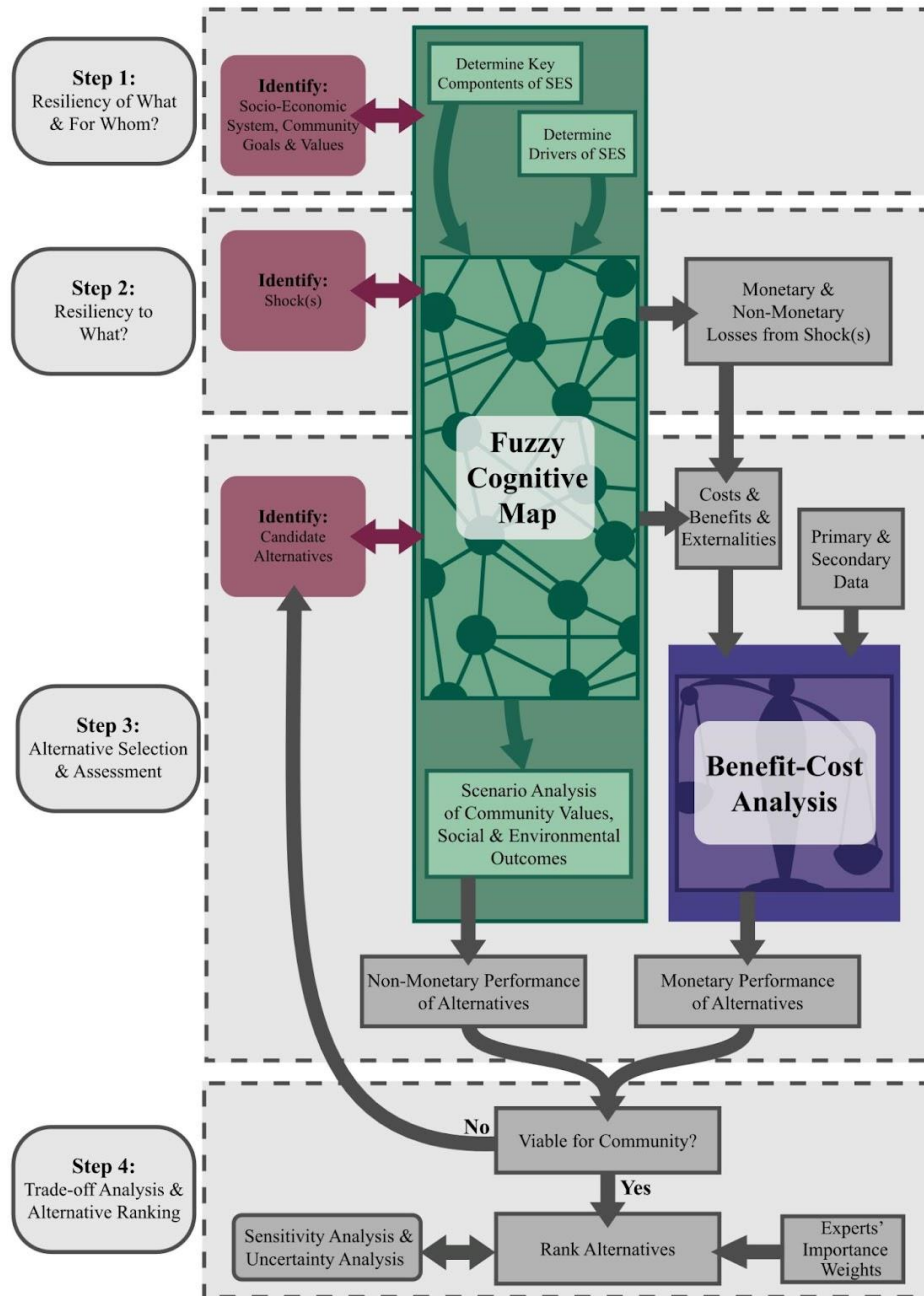 Step 1:
Resiliency of What
& For Whom?
Identify:
Socio-Economic
System, Community
Goals & Values
Determine Key
Compontents of SES
Determine
Drivers of SES
Step 2:
Resiliency to
What?
Identify:
Shock(s)
Monetary &
Non-Monetary
Losses from Shock(s)
Fuzzy
Cognitive
Map
Step 3:
Alternative Selection
& Assessment
Identify:
Candidate
Alternatives
Costs &
Benefits &
Externalities
Primary &
Secondary
Data
Benefit-Cost
Analysis
Scenario Analysis
of Community Values,
Social & Environmental
Outcomes
Non-Monetary Performance
of Alternatives
Monetary Performance
of Alternatives
Step 4:
Trade-off Analysis &
Alternative Ranking
No
Viable for Community?
Yes
Sensitivity Analysis &
Uncertainty Analysis
Rank Alternatives
Experts'
Importance
Weights